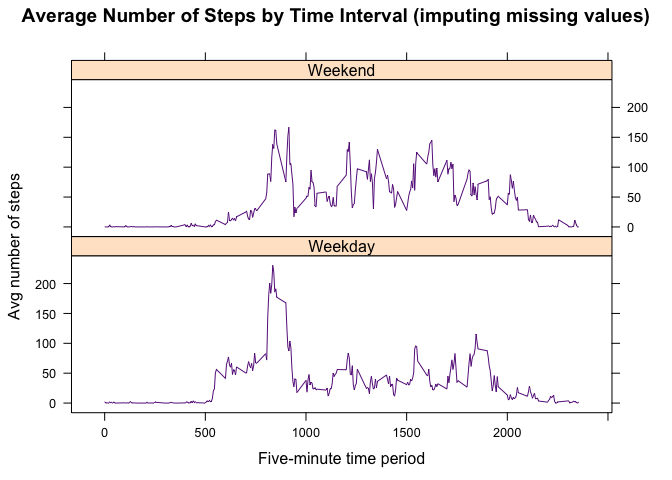 Average Number of Steps by Time Interval (imputing missing values)
Weekend
200
150
100
50
0
Weekday
200
150
100
50
0
Avg number of steps
0 500 1000 1500 2000
Five-minute time period